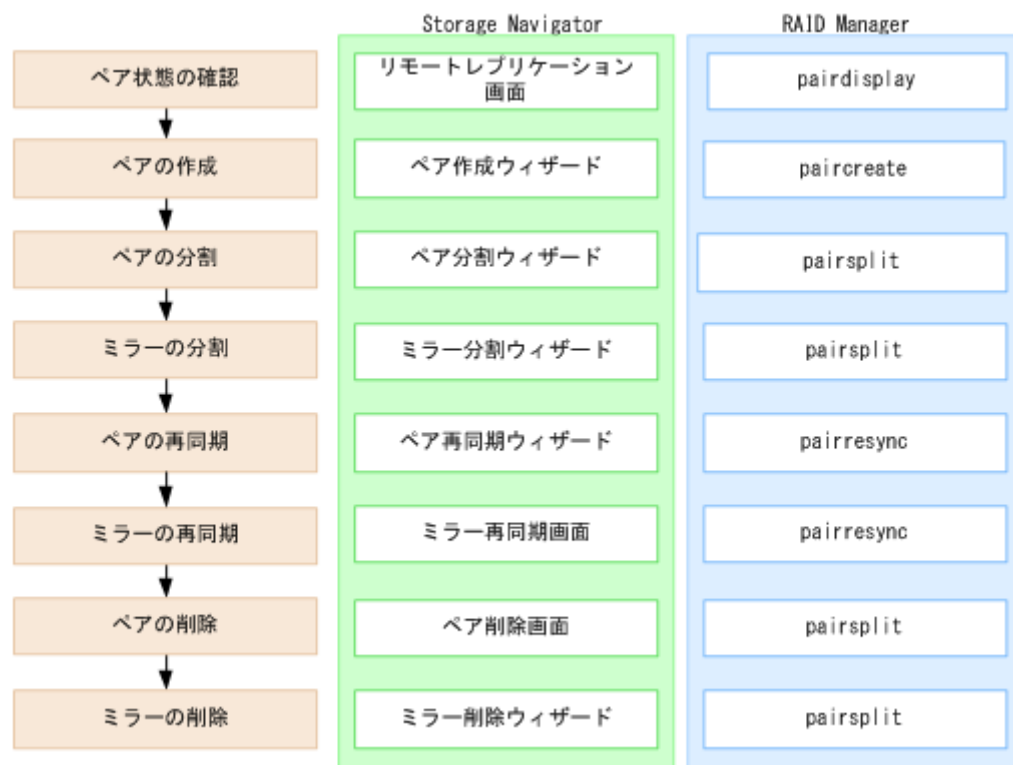 Storage Navigator
RAID Manager
ペア状態の確認
リモートレプリケーション
画面
pairdisplay
ペアの作成
ペア作成ウィザード
paircreate
ペアの分割
ペア分割ウィザード
pairsplit
ミラーの分割
ミラー分割ウィザード
pairsplit
ペアの再同期
ペア再同期ウィザード
pairresync
ミラーの再同期
ミラー再同期画面
pairresync
ペアの削除
ペア削除画面
pairsplit
ミラーの削除
ミラー削除ウィザード
pairsplit